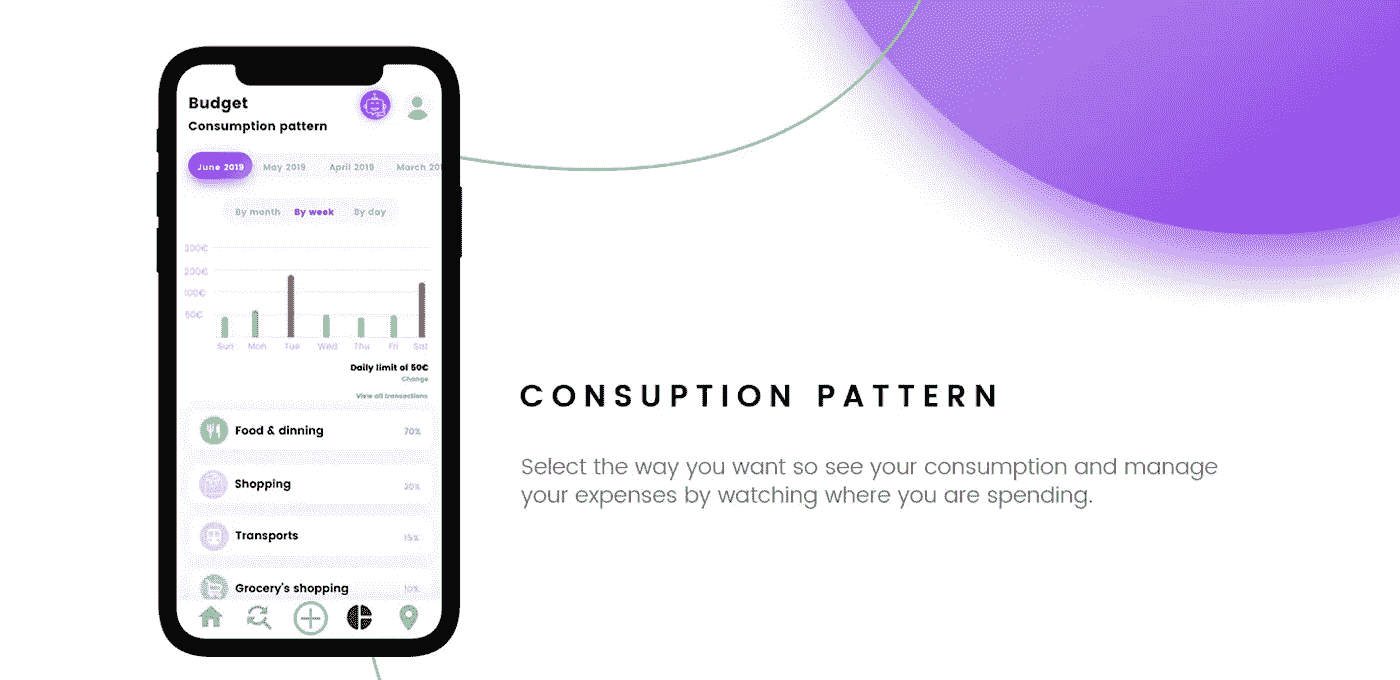 Budget
Consumption pattern
June 2019 May 2019 April 2019 March 201
By month By week By day
300€
200€
100€
50€
Sun Mon Tue Wed Thu Fri Sat
Daily limit of 50€
Change
View all transactions
Food & dinning 70%
Shopping 20%
Transports 15%
Grocery's shopping 10%
CONSUPTION PATTERN
Select the way you want so see your consumption and manage
your expenses by watching where you are spending.